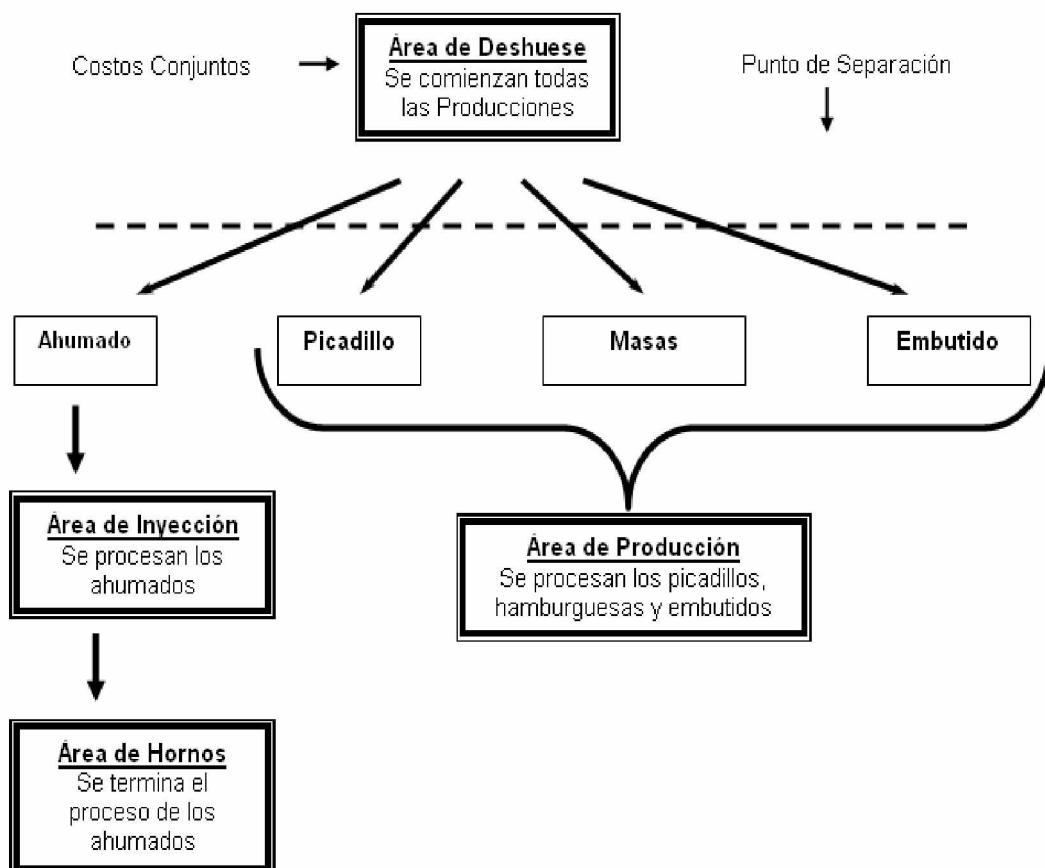 Costos Conjuntos
Área de Deshuese
Se comienzan todas
las Producciones
Punto de Separación
Ahumado
Picadillo
Masas
Embutido
Área de Inyección
Se procesan los
ahumados
Área de Producción
Se procesan los picadillos,
hamburguesas y embutidos
Área de Hornos
Se termina el
proceso de los
ahumados